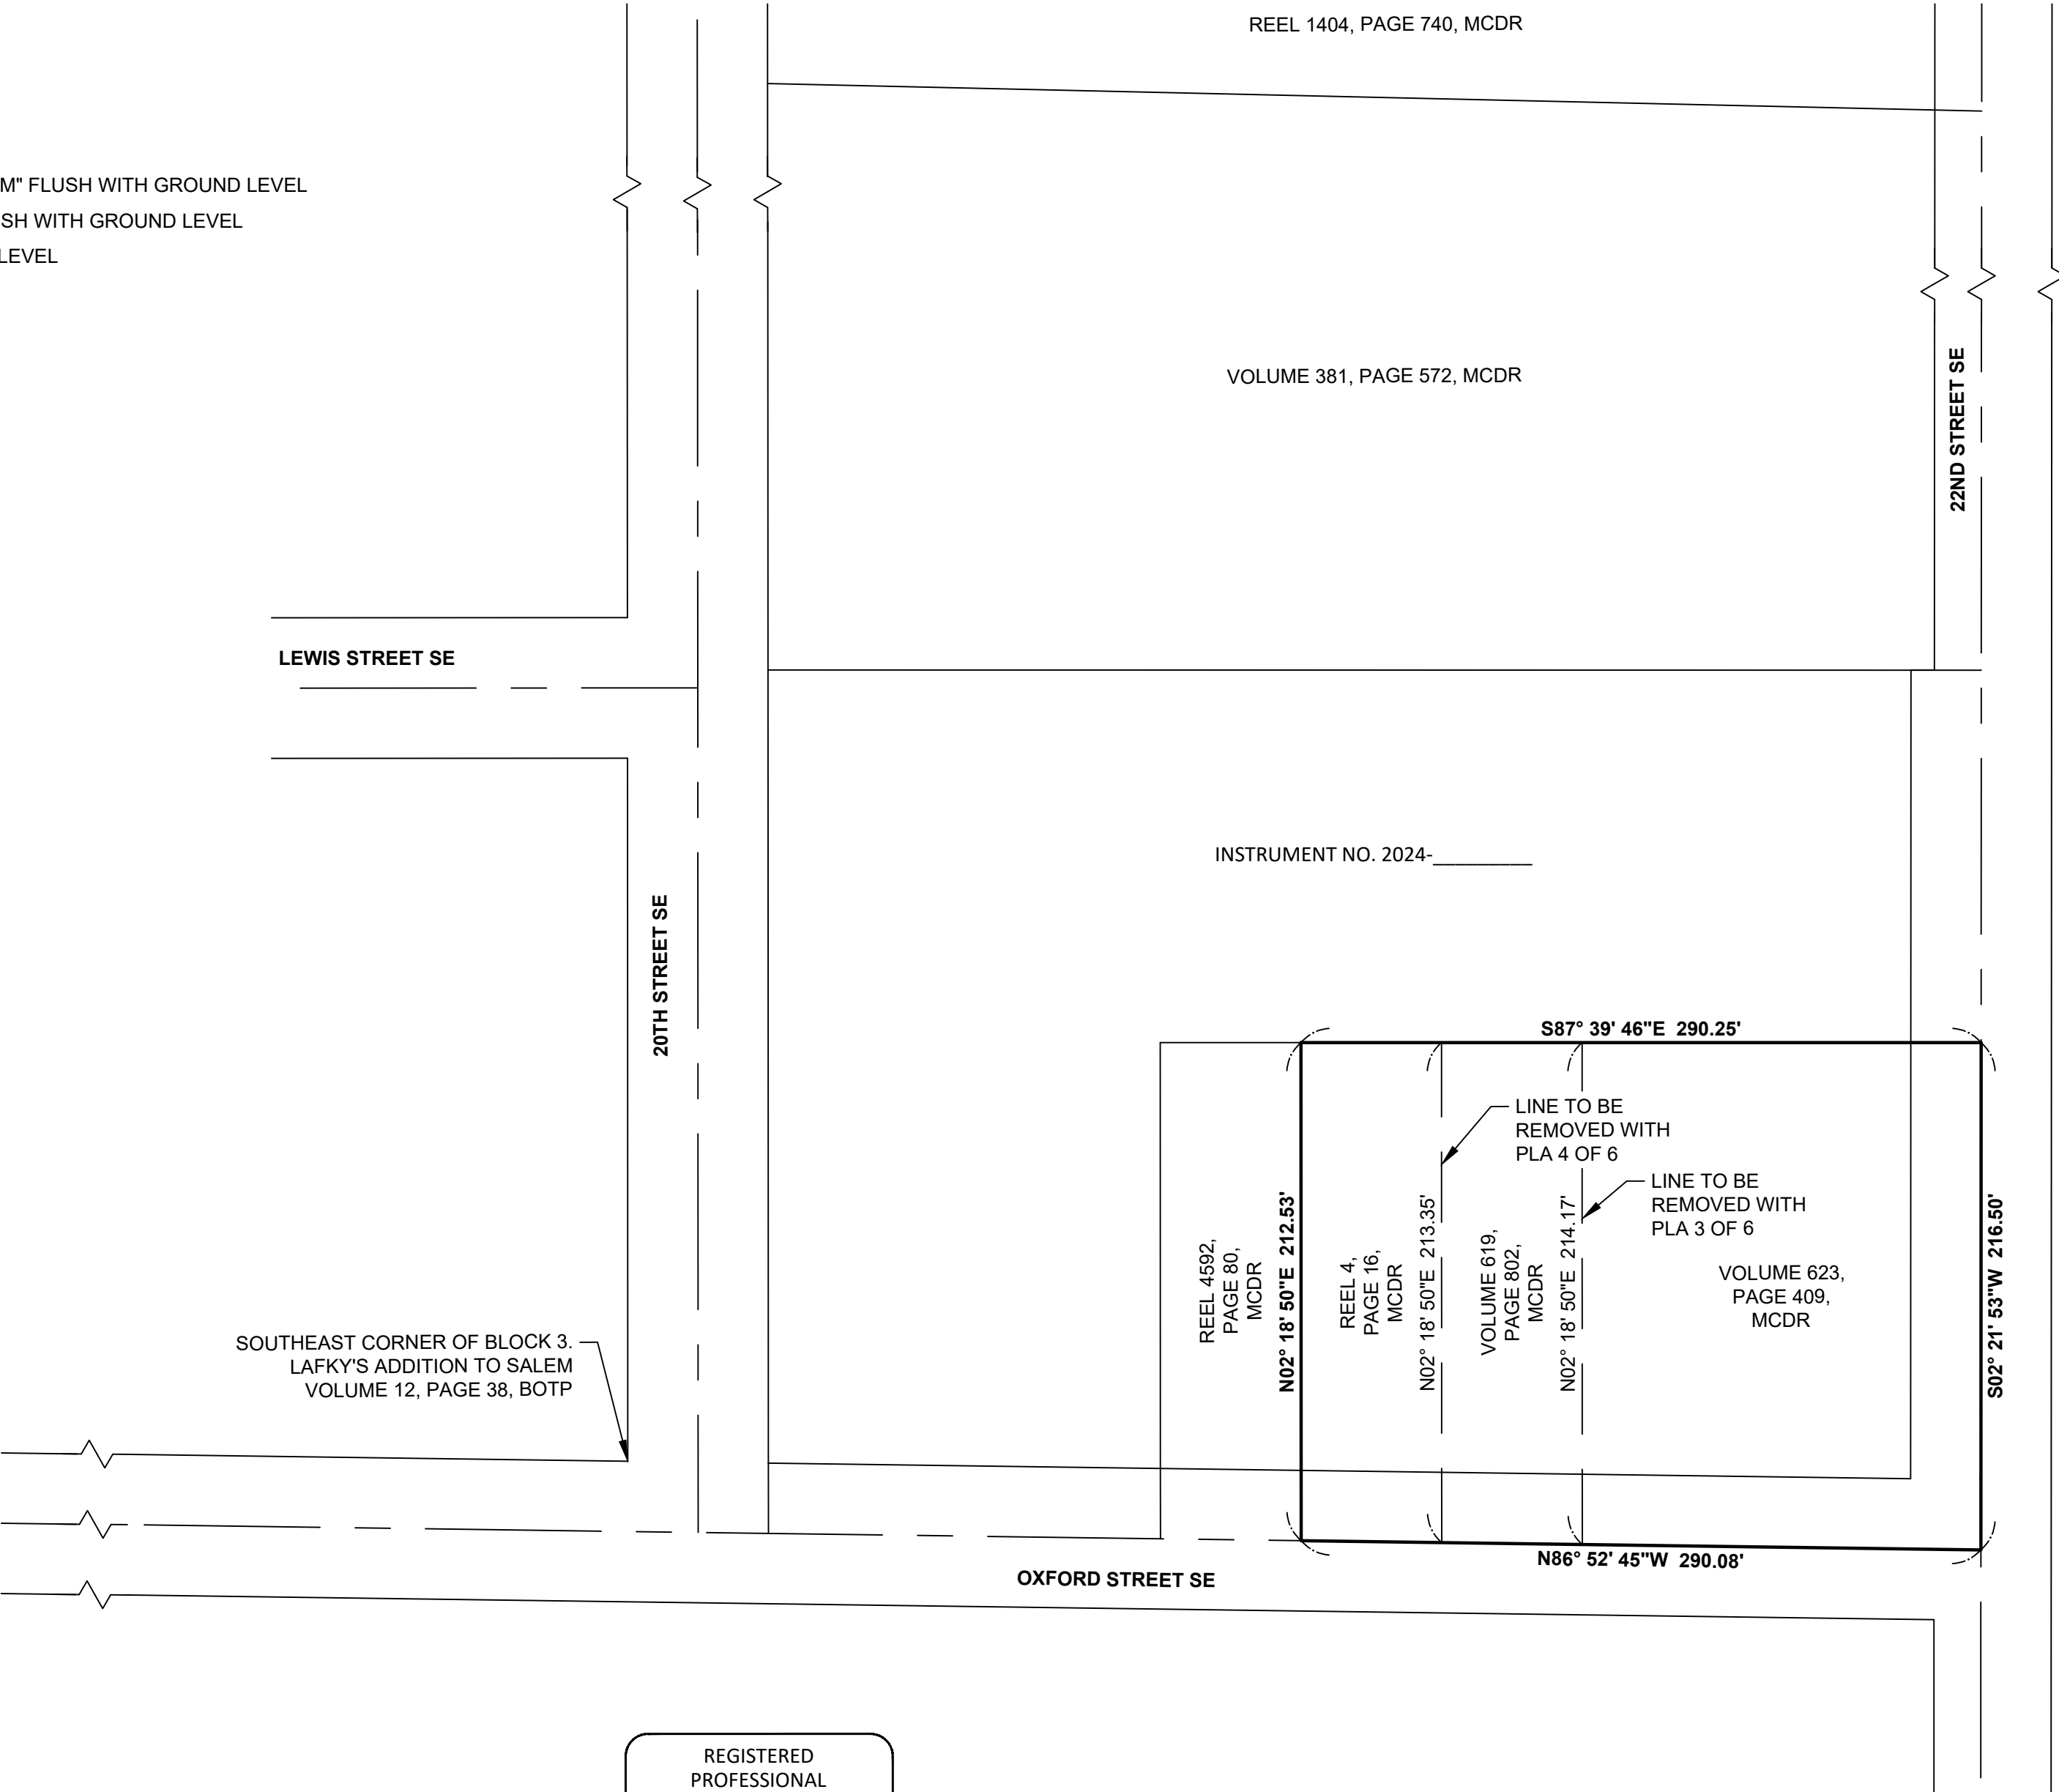 REEL 1404, PAGE 740, MCDR
M" FLUSH WITH GROUND LEVEL
SH WITH GROUND LEVEL
LEVEL
VOLUME 381, PAGE 572, MCDR
22ND STREET SE
LEWIS STREET SE
INSTRUMENT NO. 2024-_________
20TH STREET SE
S87° 39' 46"E 290.25'
LINE TO BE
REMOVED WITH
PLA 4 OF 6
LINE TO BE
REMOVED WITH
PLA 3 OF 6
REEL 4592,
PAGE 80,
MCDR
N02° 18' 50"E 212.53'
REEL 4,
PAGE 16,
MCDR
N02° 18' 50"E 213.35'
VOLUME 619,
PAGE 802,
MCDR
N02° 18' 50"E 214.17'
VOLUME 623,
PAGE 409,
MCDR
S02° 21' 53"W 216.50'
SOUTHEAST CORNER OF BLOCK 3.
LAFKY'S ADDITION TO SALEM
VOLUME 12, PAGE 38, BOTP
N86° 52' 45"W 290.08'
OXFORD STREET SE
REGISTERED
PROFESSIONAL